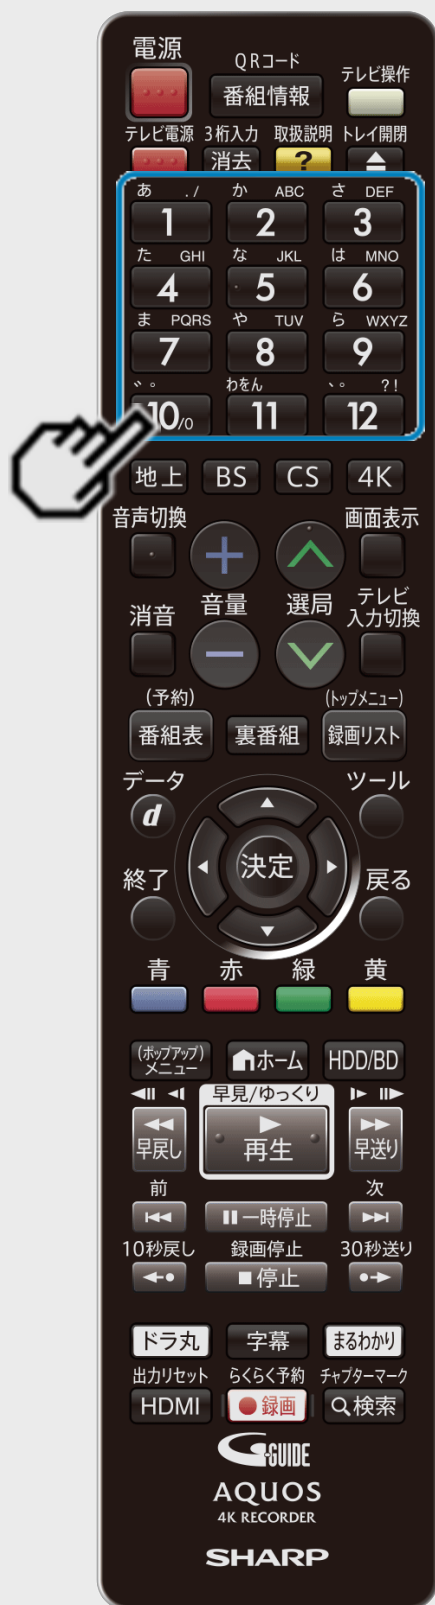 電源
QRコード
テレビ操作
番組情報
テレビ電源 3桁入力 取扱説明 トレイ開閉
消去 ?
あ ./ か ABC さ DEF
1 2 3
た GHI な JKL は MNO
4 5 6
ま PQRS や TUV ら WXYZ
7 8 9
゛゜ わをん 、。 ?!
10/0 11 12
地上 BS CS 4K
音声切換 画面表示
+
消音 音量 選局 テレビ
入力切換
−
(予約) (トップメニュー)
番組表 裏番組 録画リスト
データ ツール
d
決定
終了 戻る
青 赤 緑 黄
(ポップアップ)
メニュー ホーム HDD/BD
早見/ゆっくり
早戻し 再生 早送り
前 次
一時停止
10秒戻し 録画停止 30秒送り
停止
ドラ丸 字幕 まるわかり
出力リセット らくらく予約 チャプターマーク
HDMI 録画 検索
G-GUIDE
AQUOS
4K RECORDER
SHARP